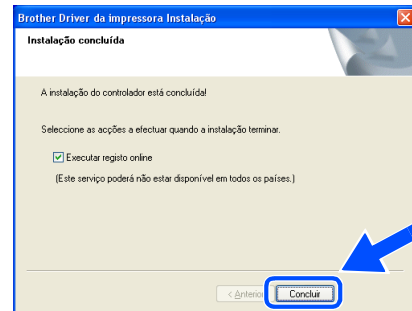 Brother Driver da impressora Instalação
Instalação concluída
A instalação do controlador está concluída!
Seleccione as acções a efectuar quando a instalação terminar.
Executar registo online
(Este serviço poderá não estar disponível em todos os países.)
< Anterior Concluir